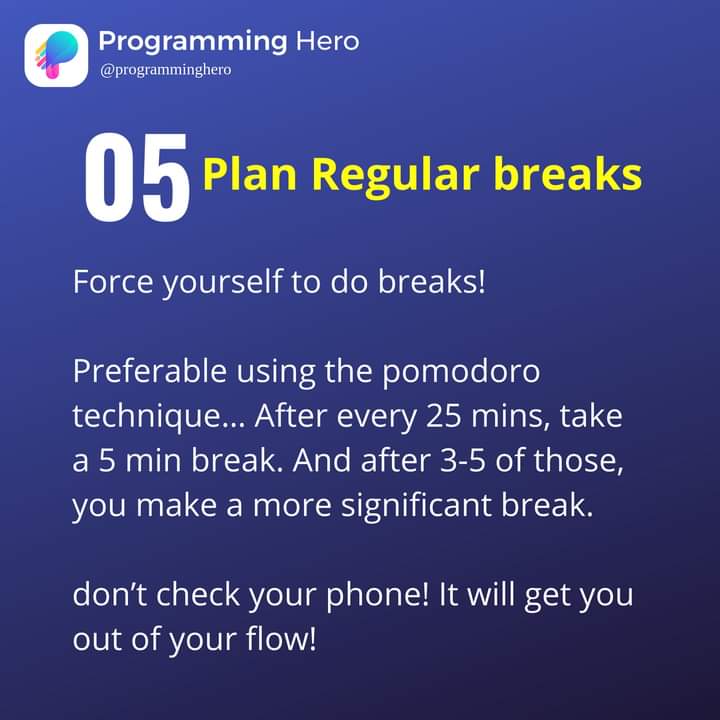 Programming Hero
@programminghero
05 Plan Regular breaks
Force yourself to do breaks!
Preferable using the pomodoro
technique... After every 25 mins, take
a 5 min break. And after 3-5 of those,
you make a more significant break.
don’t check your phone! It will get you
out of your flow!